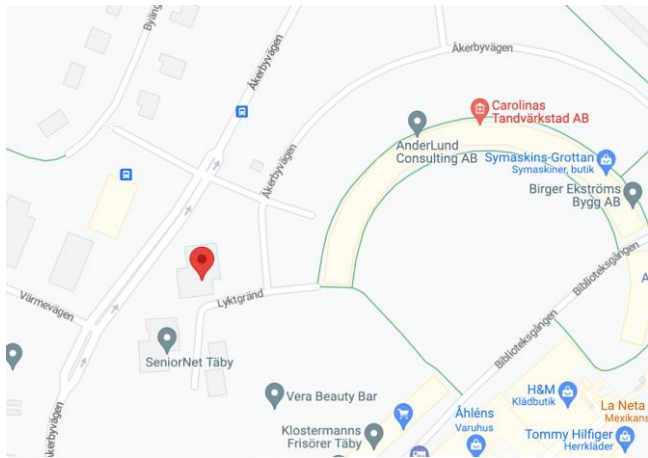 Byäng
Åkerbyvägen
Åkerbyvägen
Carolinas
Tandvärkstad AB
AnderLund
Consulting AB
Symaskins-Grottan
Symaskiner, butik
Birger Ekströms
Bygg AB
Åkerbyvägen
Biblioteksgången
A
Värmevägen
Lyktgränd
SeniorNet Täby
Biblioteksgången
Vera Beauty Bar
H&M
Klädbutik
La Neta
Mexikans
Åhléns
Varuhus
Klostermanns
Frisörer Täby
Tommy Hilfiger
Herrkläder
Åkerbyvägen